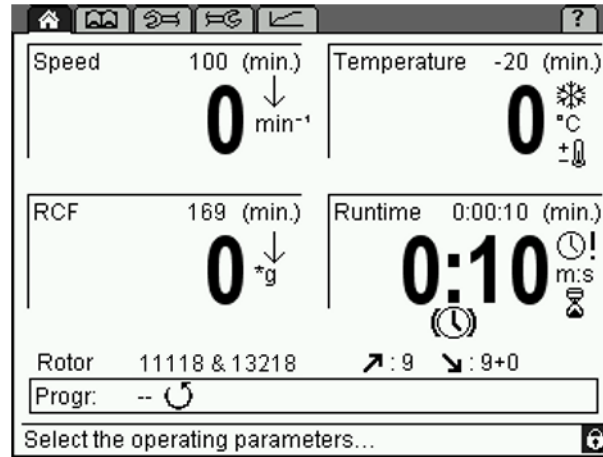 ?
Speed 100 (min.)
0 min⁻¹
Temperature -20 (min.)
0 °C
RCF 169 (min.)
0 *g
Runtime 0:00:10 (min.)
0:10 m:s
Rotor 11118 & 13218 : 9 : 9+0
Progr: --
Select the operating parameters...